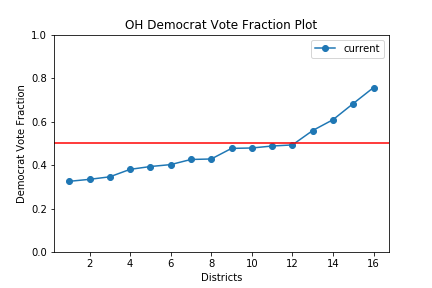 OH Democrat Vote Fraction Plot
current
1.0
0.8
0.6
0.4
0.2
0.0
Democrat Vote Fraction
2 4 6 8 10 12 14 16
Districts